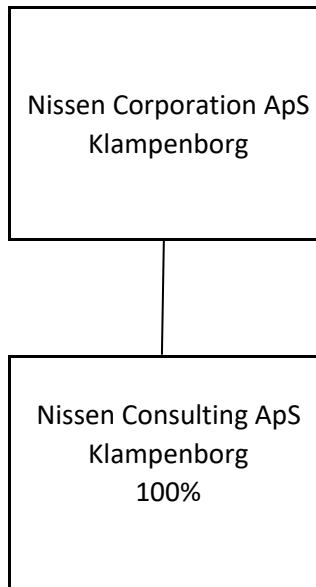 Nissen Corporation ApS
Klampenborg
Nissen Consulting ApS
Klampenborg
100%